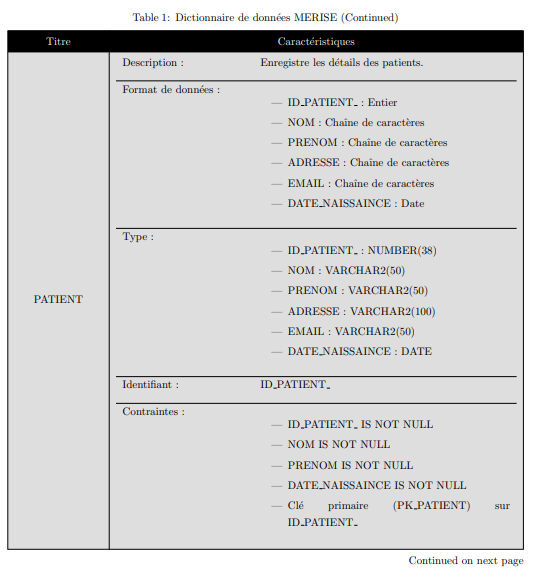 Table 1: Dictionnaire de données MERISE (Continued)
Titre Caractéristiques
Description : Enregistre les détails des patients.
Format de données :
— ID_PATIENT_ : Entier
— NOM : Chaîne de caractères
— PRENOM : Chaîne de caractères
— ADRESSE : Chaîne de caractères
— EMAIL : Chaîne de caractères
— DATE_NAISSAINCE : Date
Type :
— ID_PATIENT_ : NUMBER(38)
— NOM : VARCHAR2(50)
— PRENOM : VARCHAR2(50)
PATIENT
— ADRESSE : VARCHAR2(100)
— EMAIL : VARCHAR2(50)
— DATE_NAISSAINCE : DATE
Identifiant : ID_PATIENT_
Contraintes :
— ID_PATIENT_ IS NOT NULL
— NOM IS NOT NULL
— PRENOM IS NOT NULL
— DATE_NAISSAINCE IS NOT NULL
— Clé primaire (PK_PATIENT) sur
ID_PATIENT_
Continued on next page